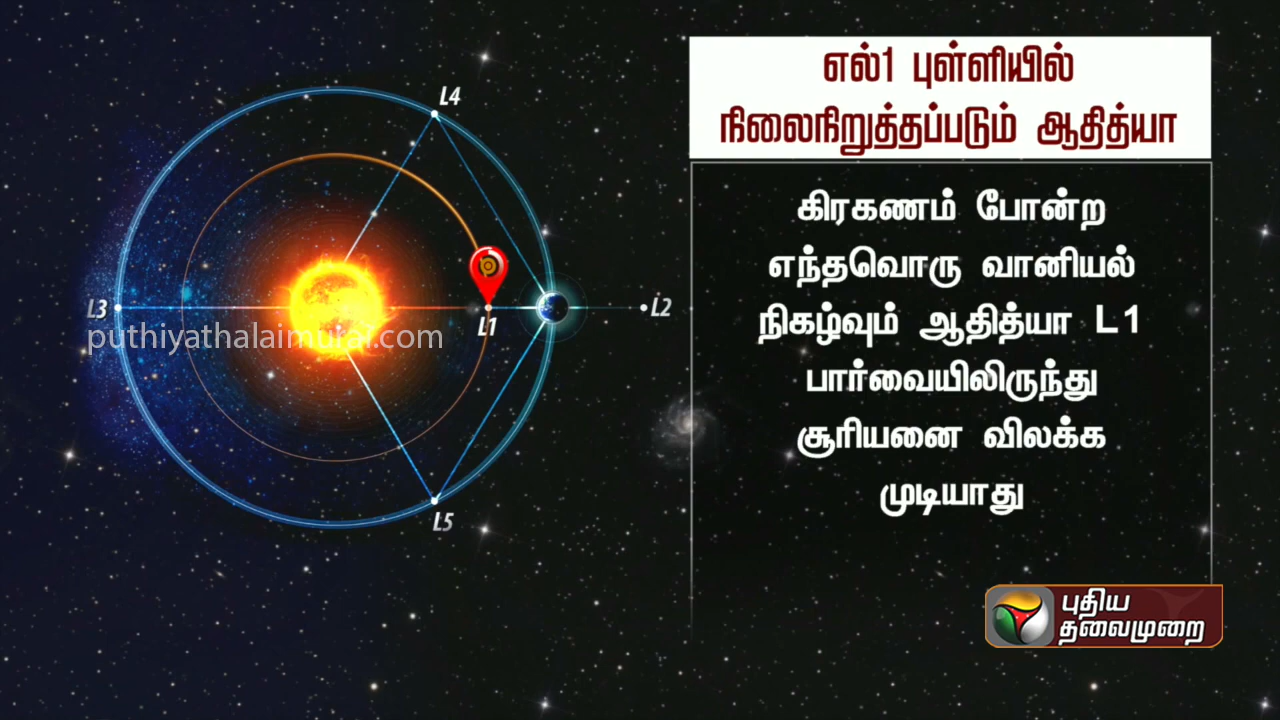 எல்1 புள்ளியில்
நிலைநிறுத்தப்படும் ஆதித்யா
கிரகணம் போன்ற
எந்தவொரு வானியல்
நிகழ்வும் ஆதித்யா L1
பார்வையிலிருந்து
சூரியனை விலக்க
முடியாது
L4
L3
L1
L2
L5
puthiyathalaimurai.com
புதிய
தலைமுறை